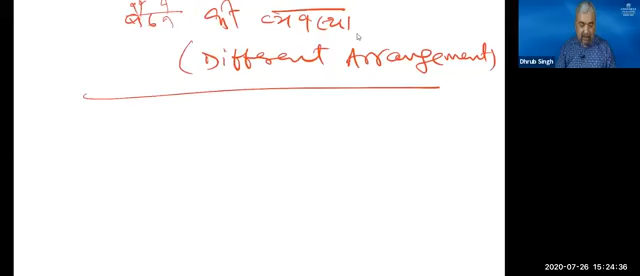 की व्यवस्था
(Different Arrangement)
Dhrub Singh
2020-07-26 15:24:36